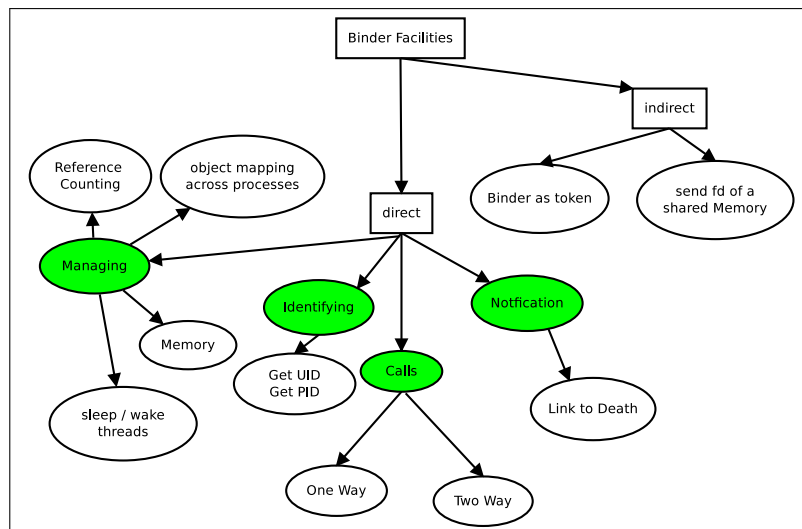 Binder Facilities
indirect
Reference
Counting
object mapping
across processes
Binder as token
send fd of a
shared Memory
direct
Managing
Identifying
Notfication
Memory
Get UID
Get PID
Calls
sleep / wake
threads
Link to Death
One Way
Two Way